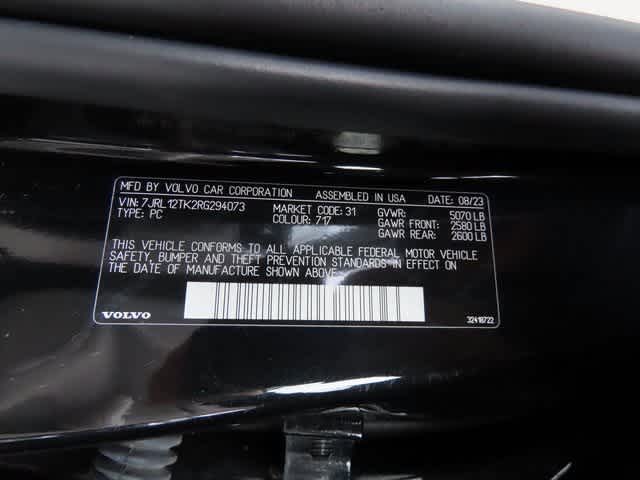 MFD BY VOLVO CAR CORPORATION ASSEMBLED IN USA DATE: 08/23
VIN: 7JRL12TK2RG294073 MARKET CODE: 31 GVWR: 5070 LB
TYPE: PC COLOUR: 717 GAWR FRONT: 2580 LB
GAWR REAR: 2600 LB
THIS VEHICLE CONFORMS TO ALL APPLICABLE FEDERAL MOTOR VEHICLE
SAFETY, BUMPER AND THEFT PREVENTION STANDARDS IN EFFECT ON
THE DATE OF MANUFACTURE SHOWN ABOVE.
VOLVO 32418722